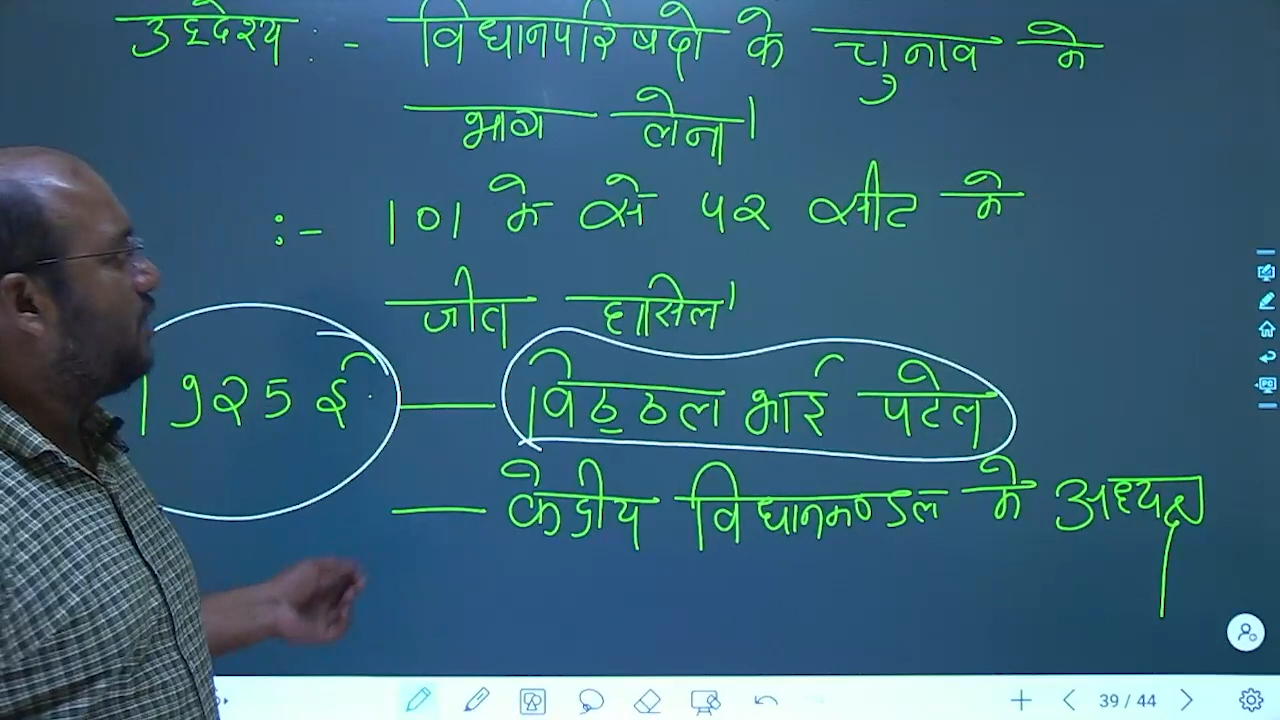 उद्देश्य :- विधानपरिषदो के चुनाव मे
भाग लेना।
:- 101 मे से 42 सीट मे
जीत हासिल।
1925 ई. — विठ्ठल भाई पटेल
— केद्रीय विधानमण्डल मे अध्यक्ष
39 / 44